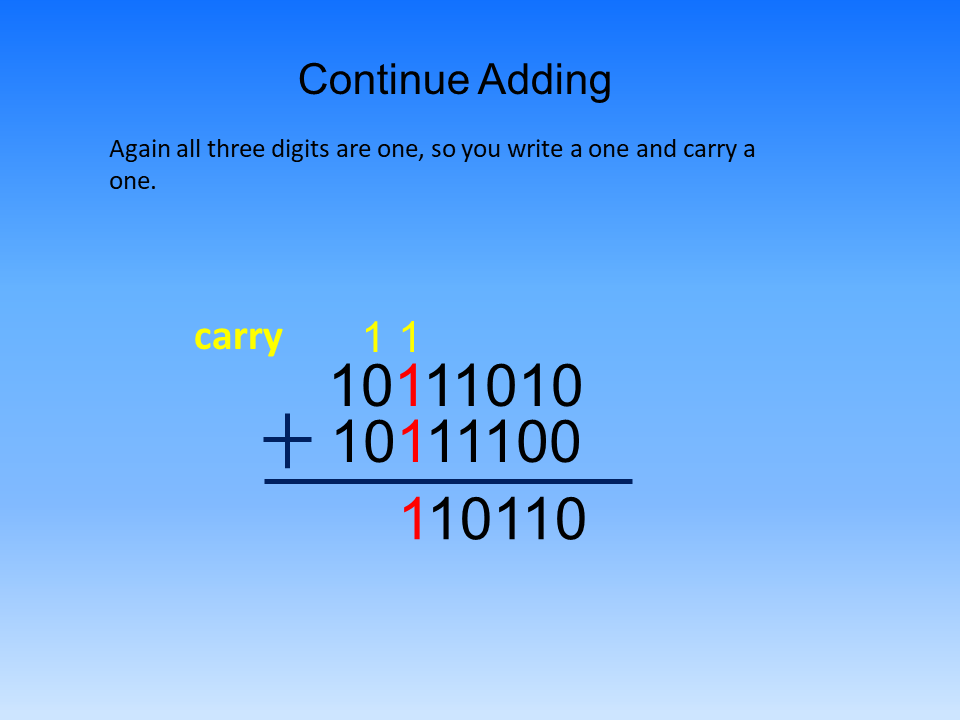 Continue Adding
Again all three digits are one, so you write a one and carry a
one.
carry 1 1
10111010
+ 10111100
110110